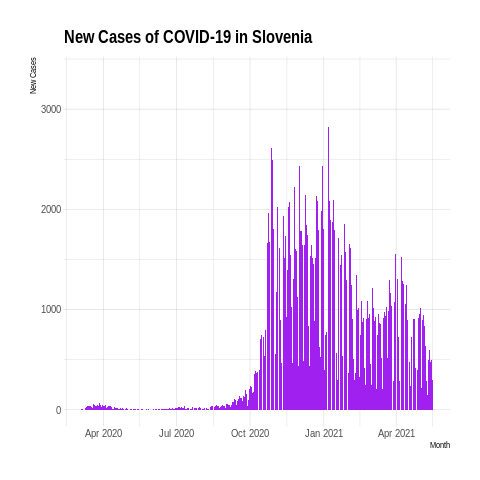 New Cases of COVID-19 in Slovenia
New Cases
3000
2000
1000
0
Apr 2020 Jul 2020 Oct 2020 Jan 2021 Apr 2021
Month